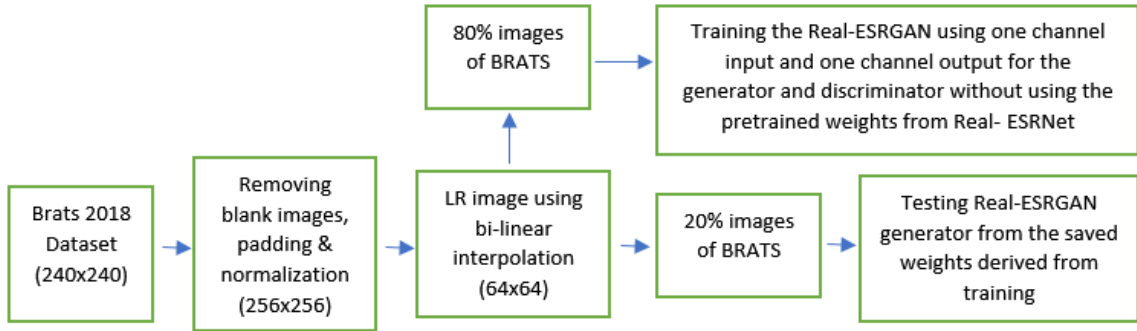 80% images
of BRATS
Training the Real-ESRGAN using one channel
input and one channel output for the
generator and discriminator without using the
pretrained weights from Real- ESRNet
Brats 2018
Dataset
(240x240)
Removing
blank images,
padding &
normalization
(256x256)
LR image using
bi-linear
interpolation
(64x64)
20% images
of BRATS
Testing Real-ESRGAN
generator from the saved
weights derived from
training